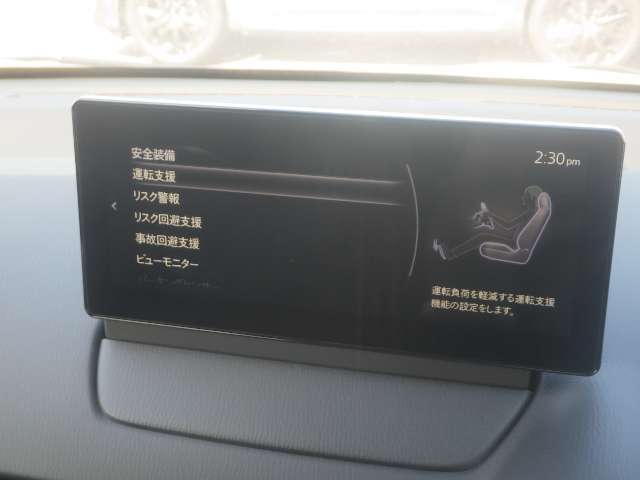 安全装備
2:30pm
運転支援
リスク警報
リスク回避支援
事故回避支援
ビューモニター
運転負荷を軽減する運転支援
機能の設定をします。